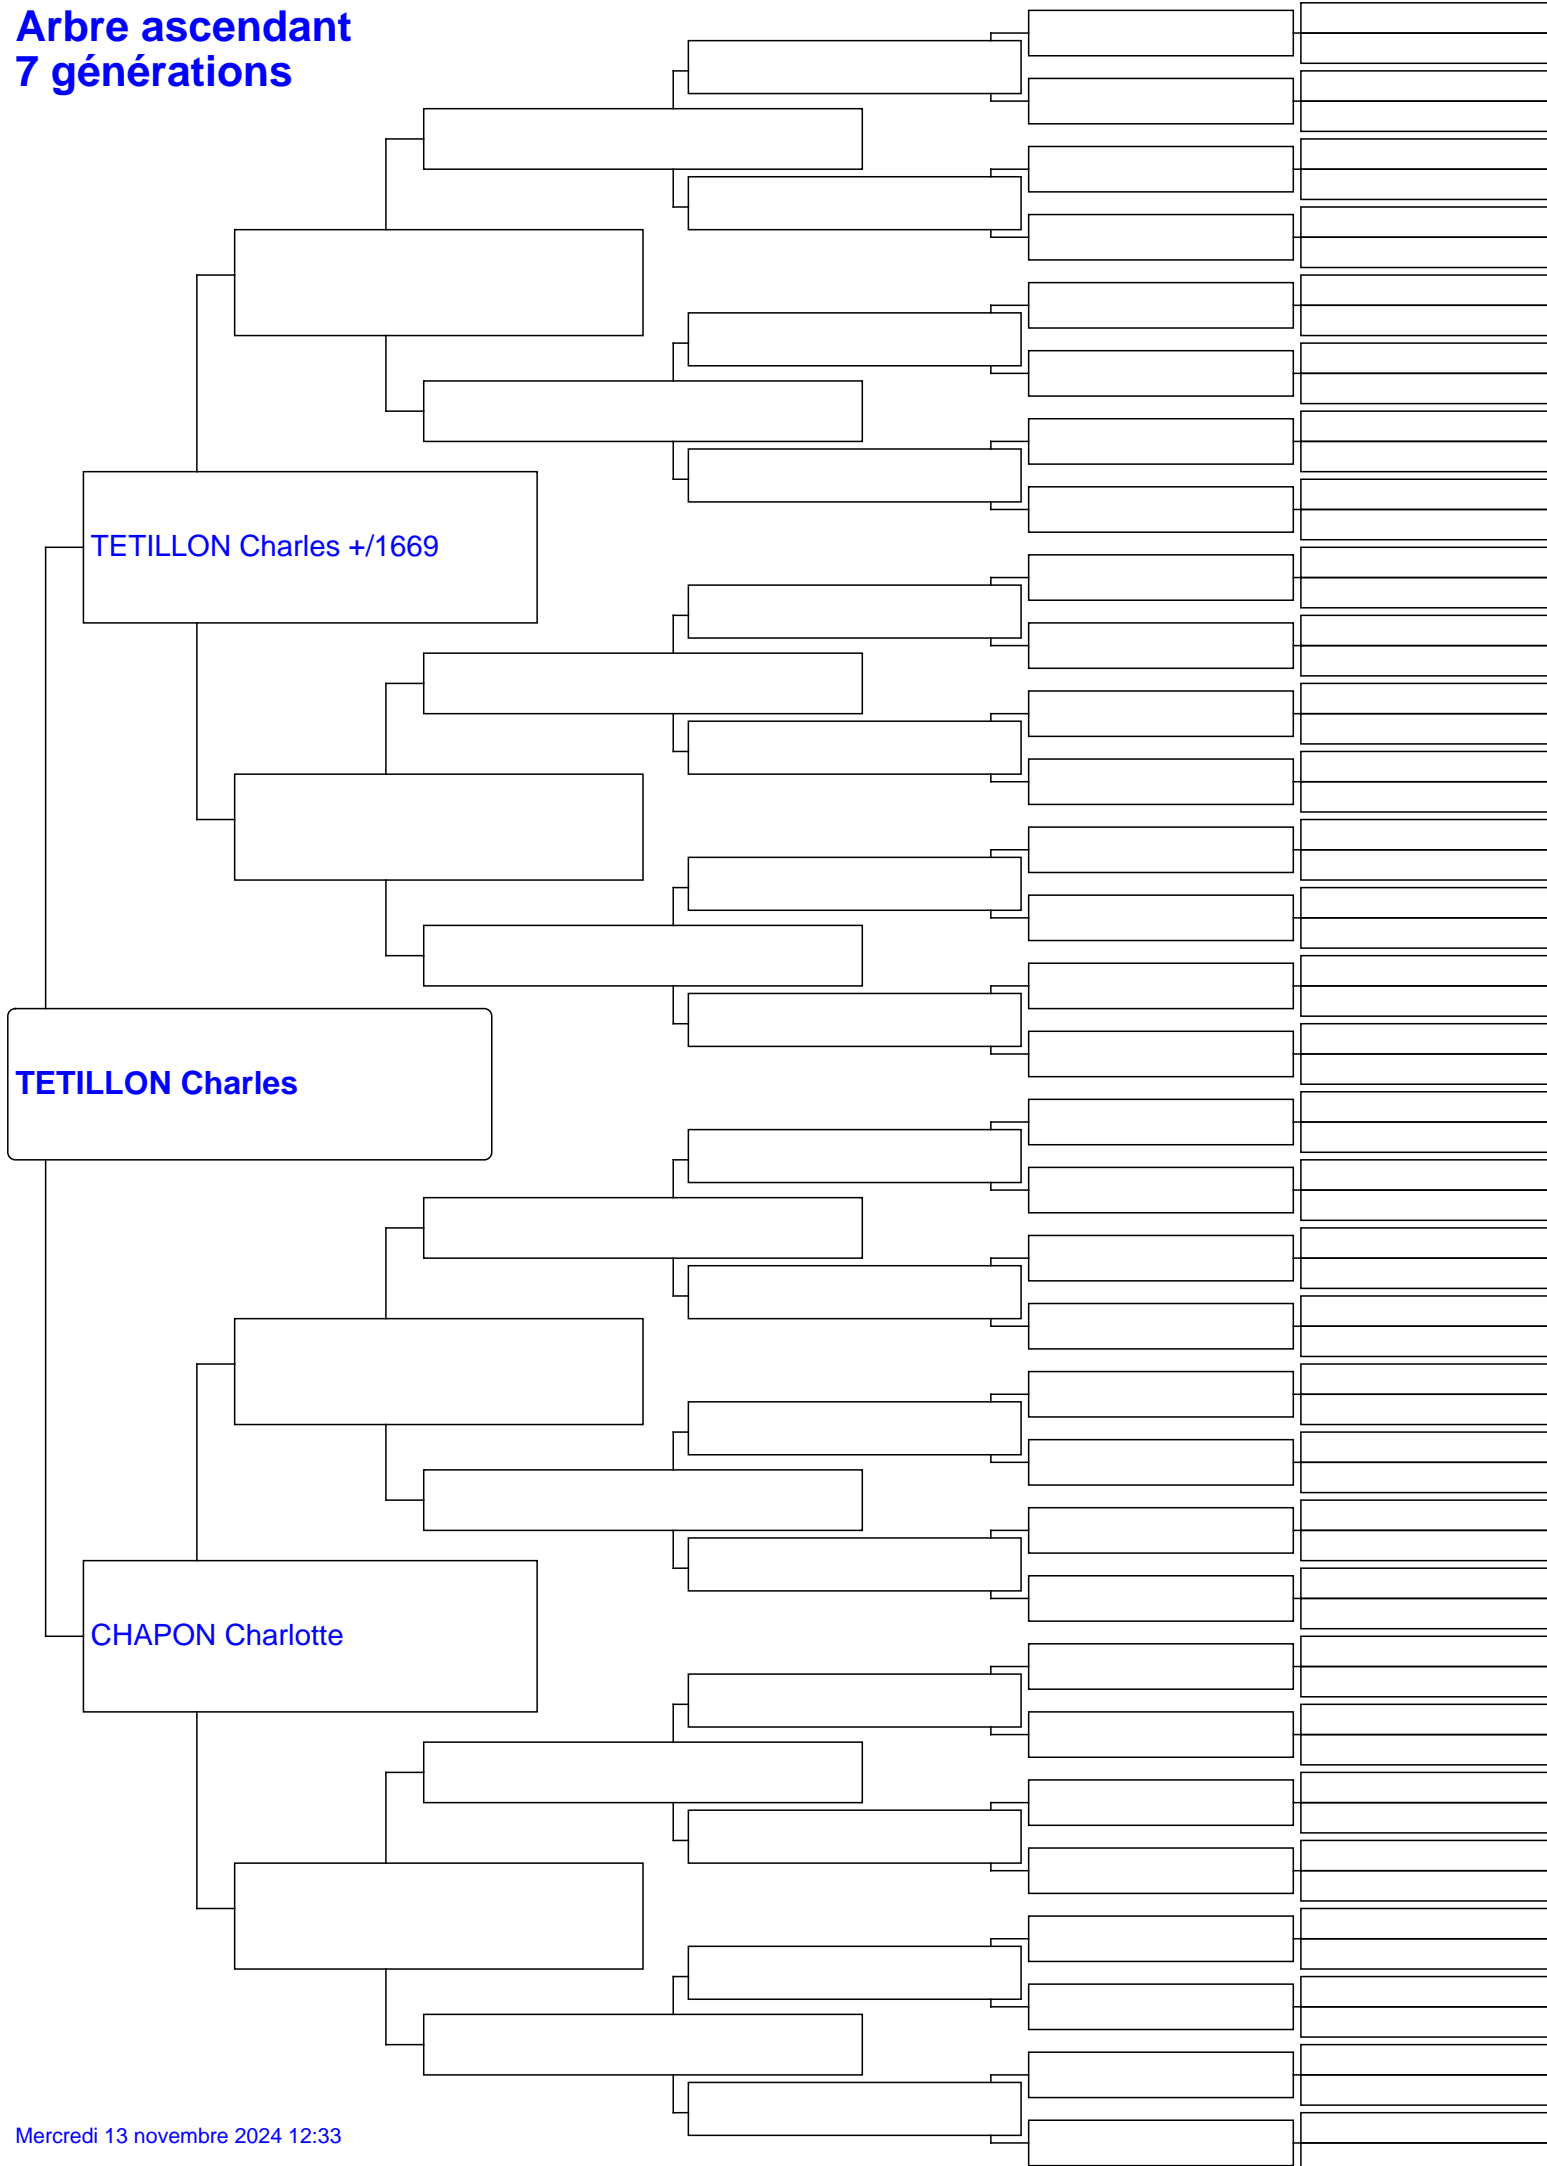 Arbre ascendant
7 générations
TETILLON Charles +/1669
TETILLON Charles
CHAPON Charlotte
Mercredi 13 novembre 2024 12:33